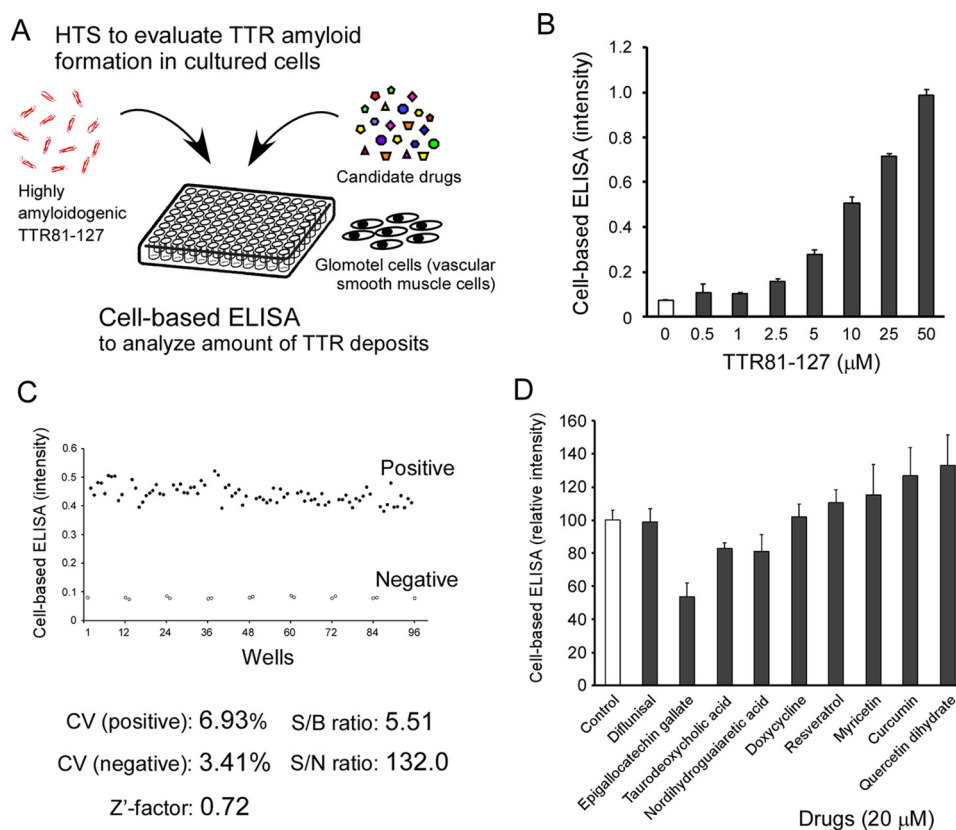 A
HTS to evaluate TTR amyloid
formation in cultured cells
Highly
amyloidogenic
TTR81-127
Candidate drugs
Glomotel cells (vascular
smooth muscle cells)
Cell-based ELISA
to analyze amount of TTR deposits
B
Cell-based ELISA (intensity)
1.2
1.0
0.8
0.6
0.4
0.2
0
0 0.5 1 2.5 5 10 25 50
TTR81-127 (μM)
C
Cell-based ELISA (intensity)
0.6
0.5
0.4
0.3
0.2
0.1
0
Positive
Negative
1 12 24 36 48 60 72 84 96
Wells
CV (positive): 6.93% S/B ratio: 5.51
CV (negative): 3.41% S/N ratio: 132.0
Z'-factor: 0.72
D
Cell-based ELISA (relative intensity)
160
140
120
100
80
60
40
20
0
Control
Diflunisal
Epigallocatechin gallate
Taurodeoxycholic acid
Nordihydroguaiaretic acid
Doxycycline
Resveratrol
Myricetin
Curcumin
Quercetin dihydrate
Drugs (20 μM)